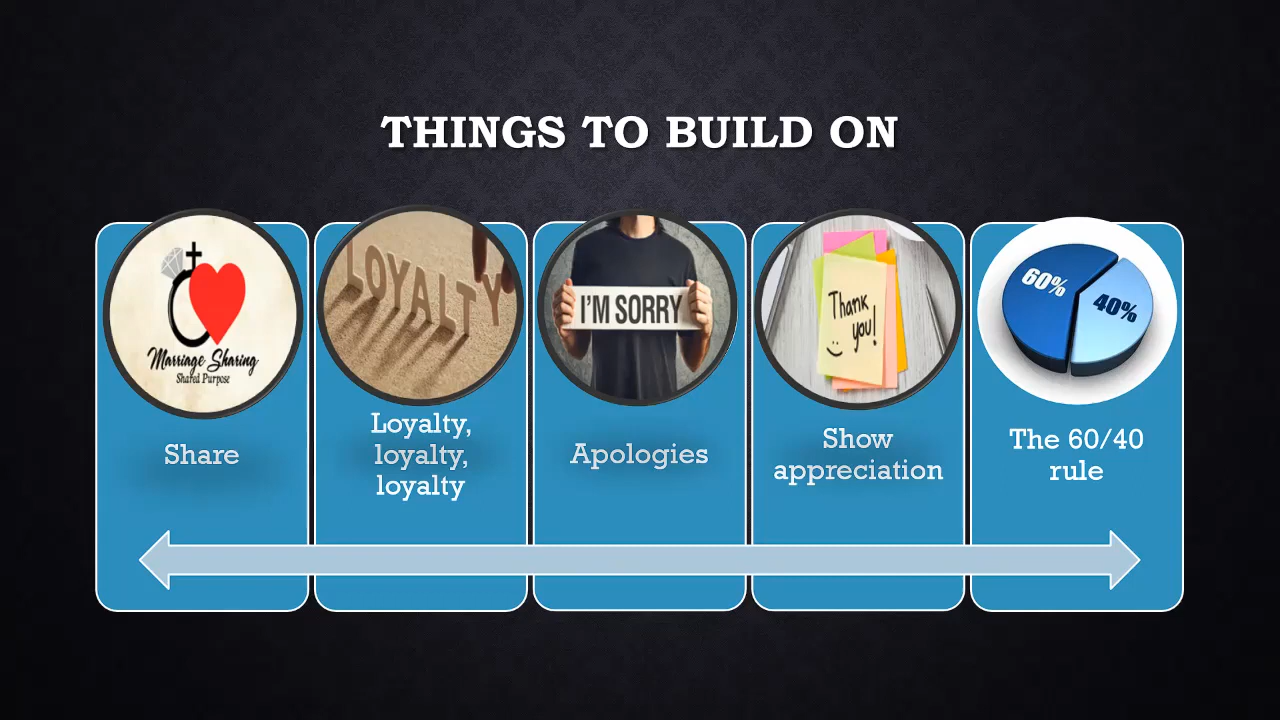 THINGS TO BUILD ON
Marriage Sharing
Shared Purpose
Share
LOYALTY
Loyalty,
loyalty,
loyalty
I'M SORRY
Apologies
Thank
you!
Show
appreciation
60%
40%
The 60/40
rule